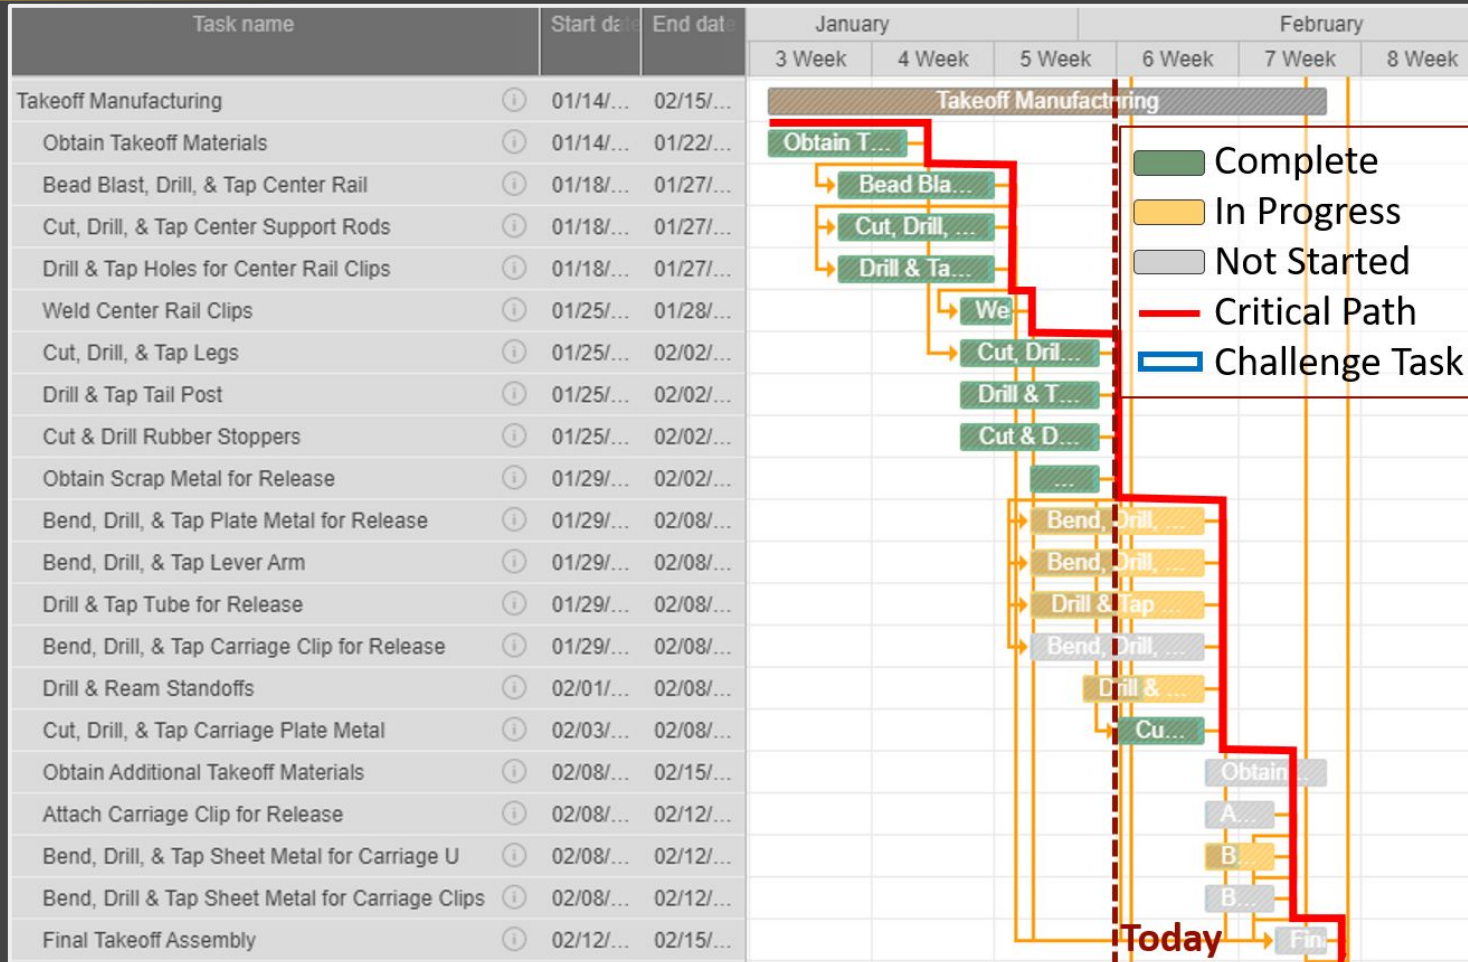 Task name Start date End date January February
3 Week 4 Week 5 Week 6 Week 7 Week 8 Week
Takeoff Manufacturing 01/14/... 02/15/... Takeoff Manufacturing
Obtain Takeoff Materials 01/14/... 01/22/... Obtain T...
Bead Blast, Drill, & Tap Center Rail 01/18/... 01/27/... Bead Bla...
Cut, Drill, & Tap Center Support Rods 01/18/... 01/27/... Cut, Drill, ...
Drill & Tap Holes for Center Rail Clips 01/18/... 01/27/... Drill & Ta...
Weld Center Rail Clips 01/25/... 01/28/... We
Cut, Drill, & Tap Legs 01/25/... 02/02/... Cut, Dril...
Drill & Tap Tail Post 01/25/... 02/02/... Drill & T...
Cut & Drill Rubber Stoppers 01/25/... 02/02/... Cut & D...
Obtain Scrap Metal for Release 01/29/... 02/02/... ...
Bend, Drill, & Tap Plate Metal for Release 01/29/... 02/08/... Bend, Drill, ...
Bend, Drill, & Tap Lever Arm 01/29/... 02/08/... Bend, Drill, ...
Drill & Tap Tube for Release 01/29/... 02/08/... Drill & Tap ...
Bend, Drill, & Tap Carriage Clip for Release 01/29/... 02/08/... Bend, Drill, ...
Drill & Ream Standoffs 02/01/... 02/08/... Drill & ...
Cut, Drill, & Tap Carriage Plate Metal 02/03/... 02/08/... Cu...
Obtain Additional Takeoff Materials 02/08/... 02/15/... Obtain...
Attach Carriage Clip for Release 02/08/... 02/12/... A...
Bend, Drill, & Tap Sheet Metal for Carriage U 02/08/... 02/12/... B...
Bend, Drill & Tap Sheet Metal for Carriage Clips 02/08/... 02/12/... B...
Final Takeoff Assembly 02/12/... 02/15/... Today Fin
Complete
In Progress
Not Started
Critical Path
Challenge Task